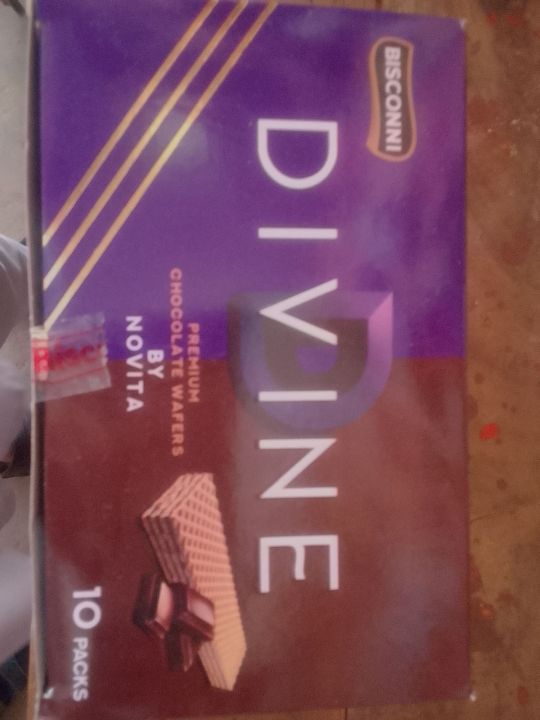 BISCONNI
DIVINE
PREMIUM
CHOCOLATE WAFERS
BY
NOVITA
10 PACKS